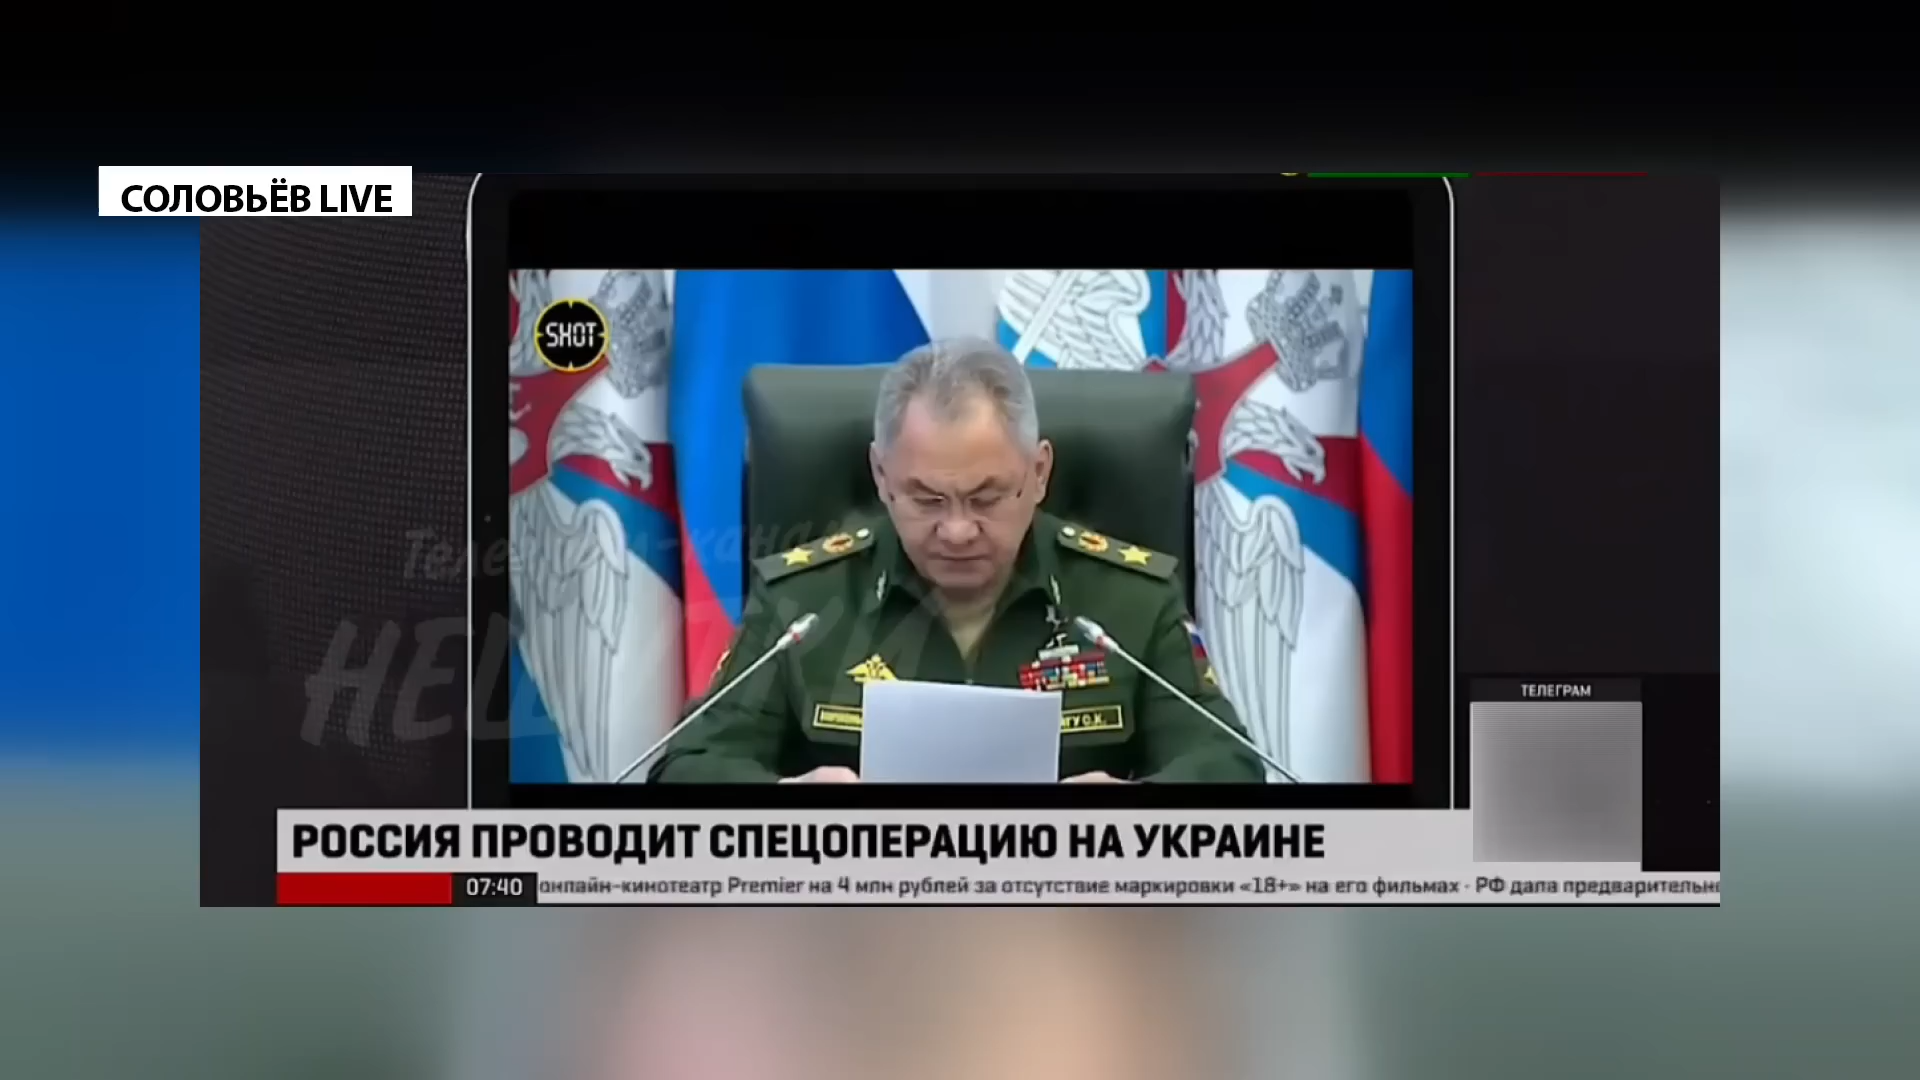 СОЛОВЬЁВ LIVE
SHOT
ТЕЛЕГРАМ
РОССИЯ ПРОВОДИТ СПЕЦОПЕРАЦИЮ НА УКРАИНЕ
07:40
онлайн-кинотеатр Premier на 4 млн рублей за отсутствие маркировки «18+» на его фильмах · РФ дала предварительн